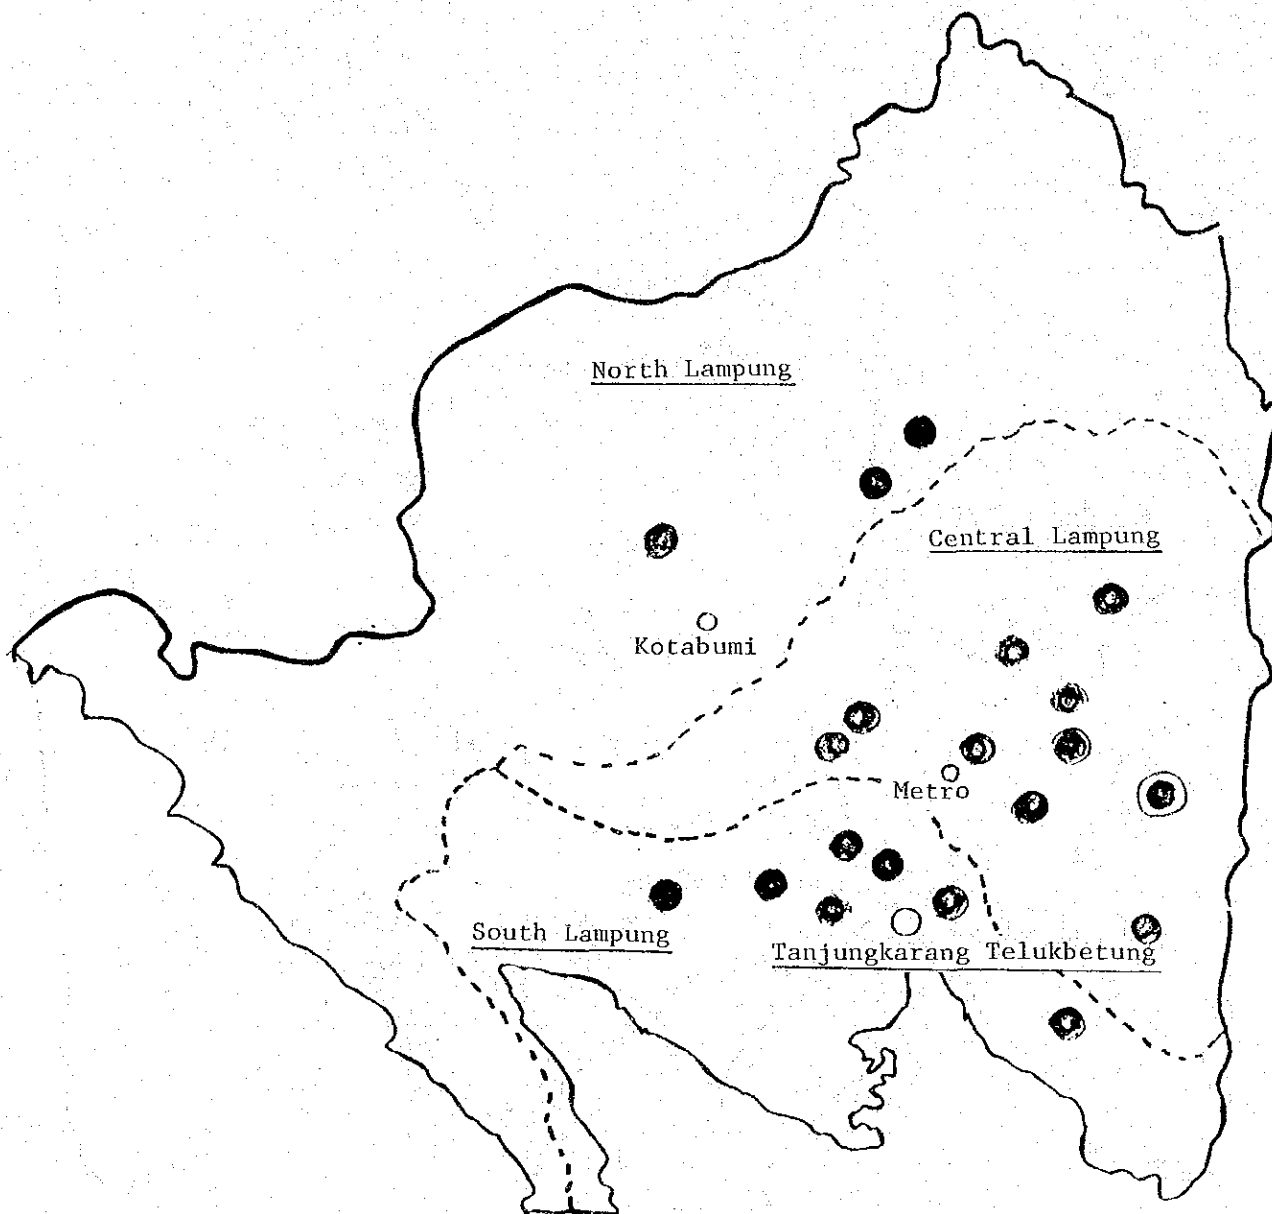 North Lampung
Central Lampung
Kotabumi
Metro
South Lampung
Tanjungkarang Telukbetung